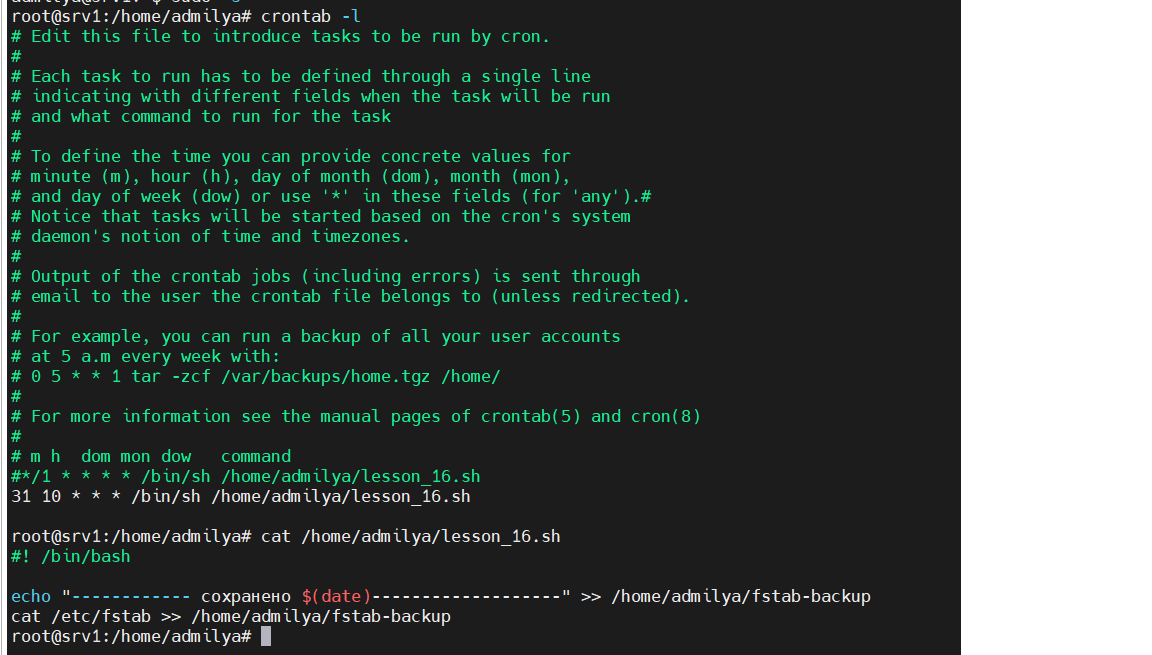 root@srv1:/home/admilya# crontab -l
# Edit this file to introduce tasks to be run by cron.
#
# Each task to run has to be defined through a single line
# indicating with different fields when the task will be run
# and what command to run for the task
#
# To define the time you can provide concrete values for
# minute (m), hour (h), day of month (dom), month (mon),
# and day of week (dow) or use '*' in these fields (for 'any').#
# Notice that tasks will be started based on the cron's system
# daemon's notion of time and timezones.
#
# Output of the crontab jobs (including errors) is sent through
# email to the user the crontab file belongs to (unless redirected).
#
# For example, you can run a backup of all your user accounts
# at 5 a.m every week with:
# 0 5 * * 1 tar -zcf /var/backups/home.tgz /home/
#
# For more information see the manual pages of crontab(5) and cron(8)
#
# m h  dom mon dow   command
#*/1 * * * * /bin/sh /home/admilya/lesson_16.sh
31 10 * * * /bin/sh /home/admilya/lesson_16.sh
root@srv1:/home/admilya# cat /home/admilya/lesson_16.sh
#! /bin/bash
echo "------------ сохранено $(date)-------------------" >> /home/admilya/fstab-backup
cat /etc/fstab >> /home/admilya/fstab-backup
root@srv1:/home/admilya#